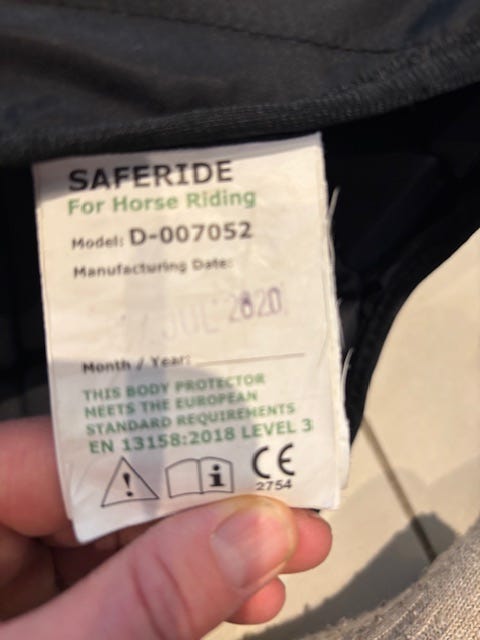 SAFERIDE
For Horse Riding
Model: D-007052
Manufacturing Date:
JUL 2020
Month / Year:
THIS BODY PROTECTOR
MEETS THE EUROPEAN
STANDARD REQUIREMENTS
EN 13158:2018 LEVEL 3
CE
2754